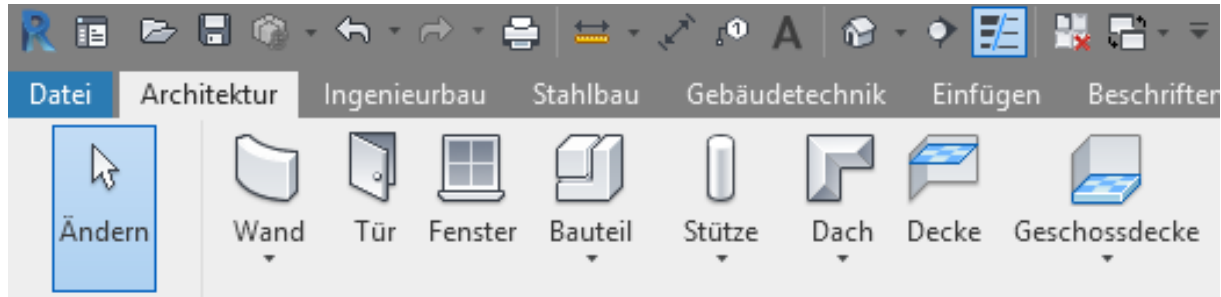 R A
Datei Architektur Ingenieurbau Stahlbau Gebäudetechnik Einfügen Beschriften
Ändern Wand Tür Fenster Bauteil Stütze Dach Decke Geschossdecke